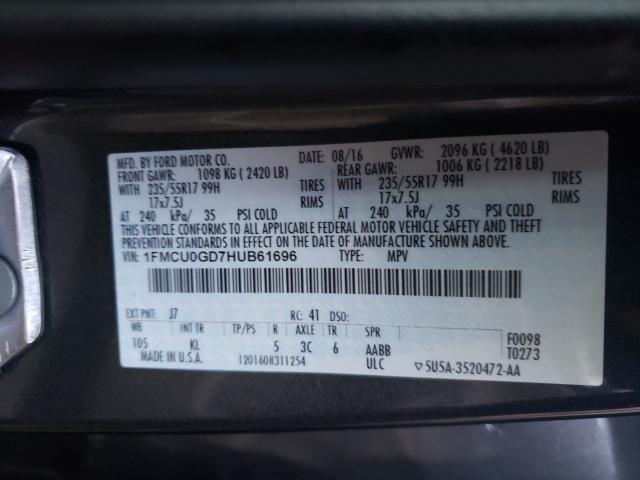 MFD. BY FORD MOTOR CO. DATE: 08/16 GVWR: 2096 KG ( 4620 LB)
FRONT GAWR: 1098 KG ( 2420 LB) REAR GAWR: 1006 KG ( 2218 LB)
WITH 235/55R17 99H TIRES WITH 235/55R17 99H TIRES
17x7.5J RIMS 17x7.5J RIMS
AT 240 kPa/ 35 PSI COLD AT 240 kPa/ 35 PSI COLD
THIS VEHICLE CONFORMS TO ALL APPLICABLE FEDERAL MOTOR VEHICLE SAFETY AND BUMPER
AND THEFT PREVENTION STANDARDS IN EFFECT ON THE DATE OF MANUFACTURE SHOWN ABOVE.
VIN: 1FMCU0GD7HUB61696 TYPE: MPV
EXT PNT: J7 RC: 41 DSO:
WB INT TR TP/PS R AXLE TR SPR F0098
105 KL 5 3C 6 AABB T0273
MADE IN U.S.A. 1201608311254 ULC ▽5U5A-3520472-AA